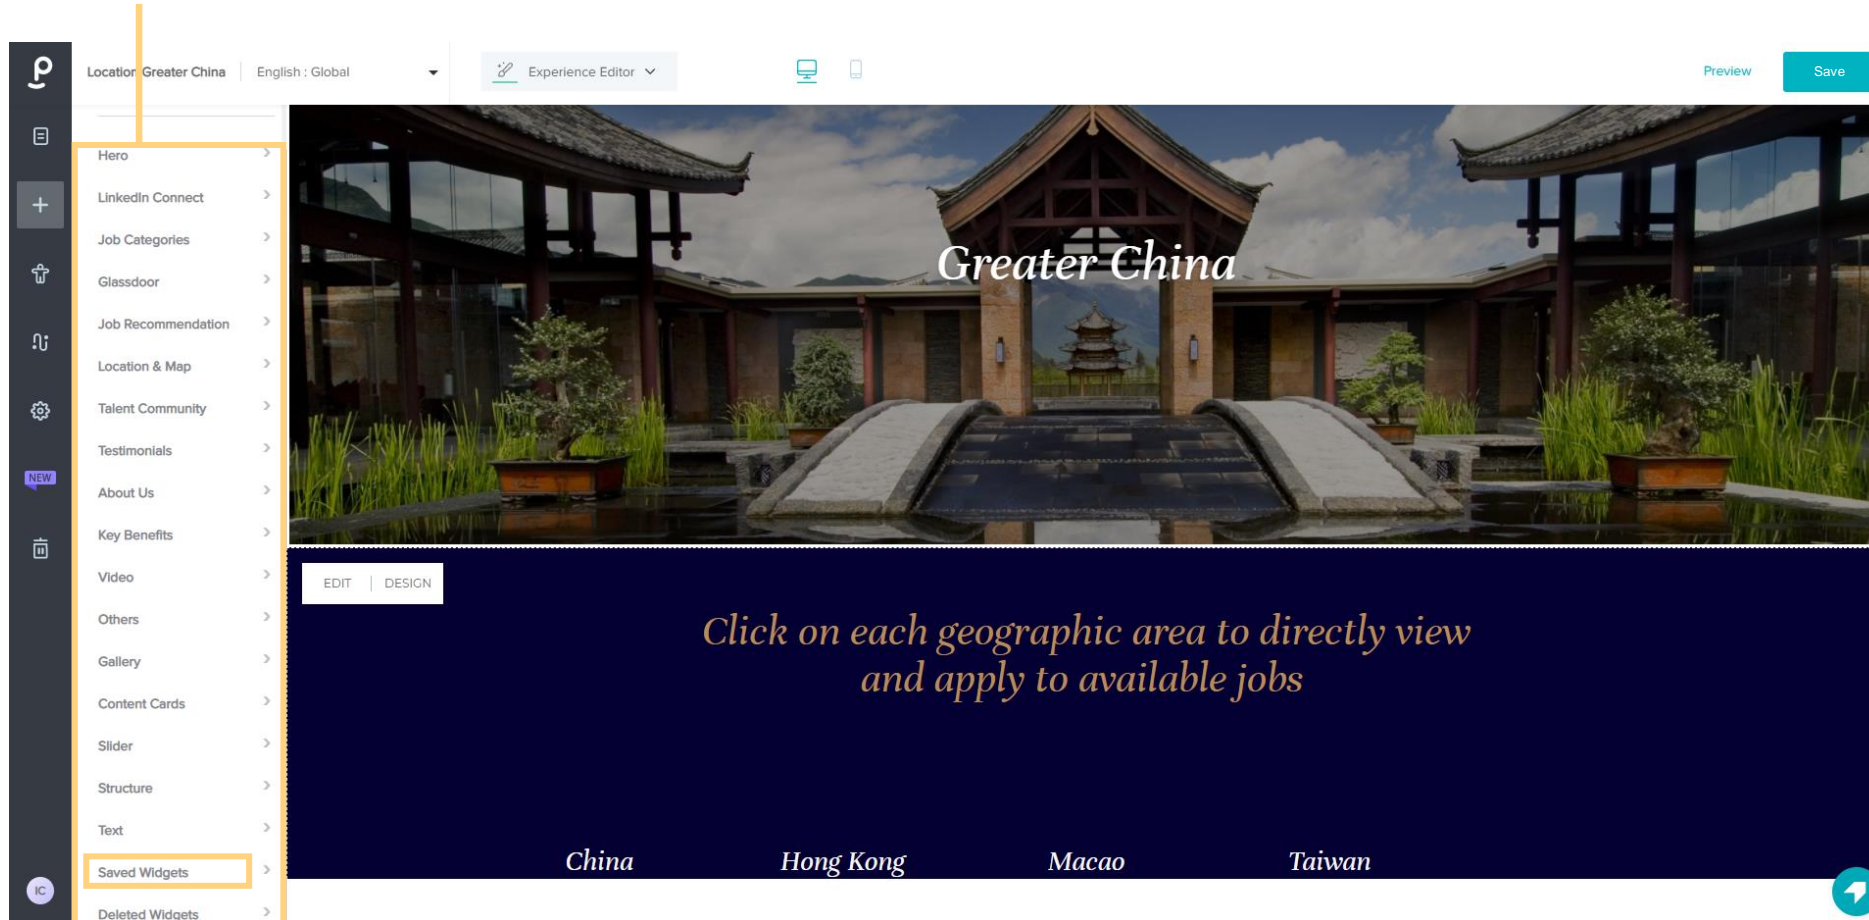 Location Greater China
English : Global
Experience Editor
Preview
Save
Hero
LinkedIn Connect
Job Categories
Glassdoor
Job Recommendation
Location & Map
Talent Community
Testimonials
About Us
Key Benefits
Video
Others
Gallery
Content Cards
Slider
Structure
Text
Saved Widgets
Deleted Widgets
NEW
IC
Greater China
EDIT | DESIGN
Click on each geographic area to directly view
and apply to available jobs
China Hong Kong Macao Taiwan